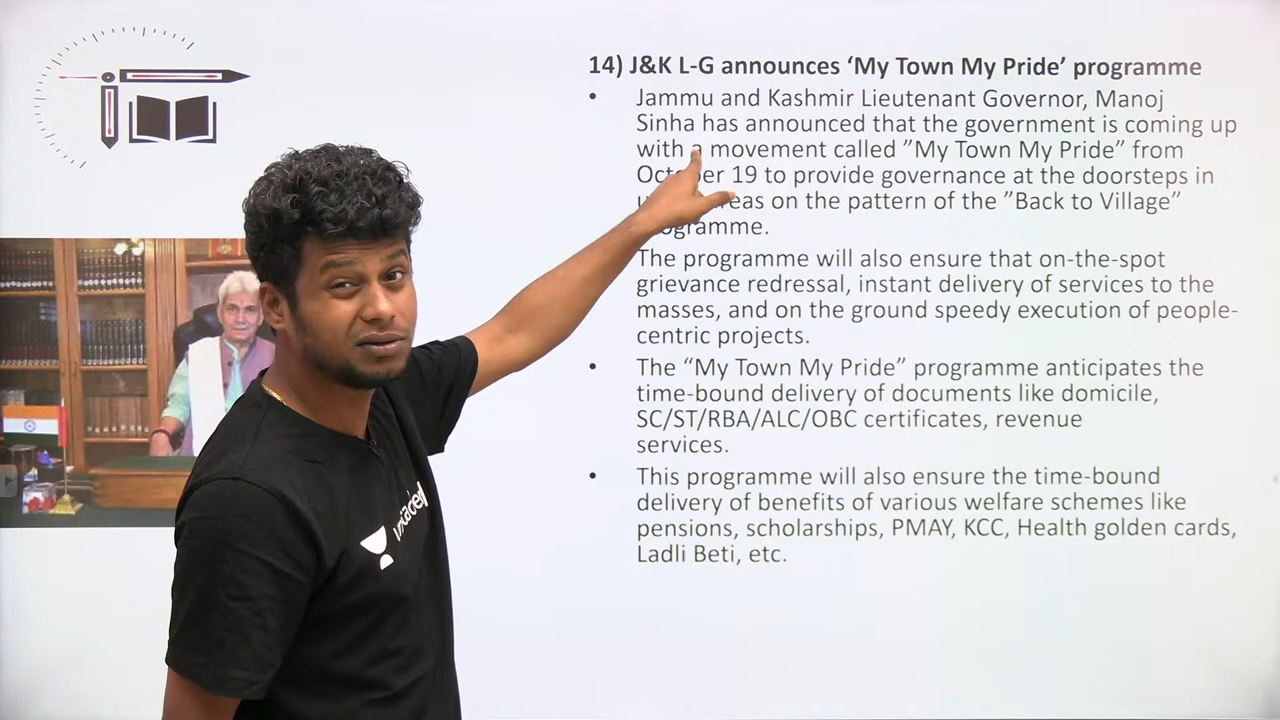 14) J&K L-G announces ‘My Town My Pride’ programme
• Jammu and Kashmir Lieutenant Governor, Manoj
Sinha has announced that the government is coming up
with a movement called ”My Town My Pride” from
19 to provide governance at the doorsteps in
on the pattern of the ”Back to Village”
The programme will also ensure that on-the-spot
grievance redressal, instant delivery of services to the
masses, and on the ground speedy execution of people-
centric projects.
• The “My Town My Pride” programme anticipates the
time-bound delivery of documents like domicile,
SC/ST/RBA/ALC/OBC certificates, revenue
services.
• This programme will also ensure the time-bound
delivery of benefits of various welfare schemes like
pensions, scholarships, PMAY, KCC, Health golden cards,
Ladli Beti, etc.
unacademy